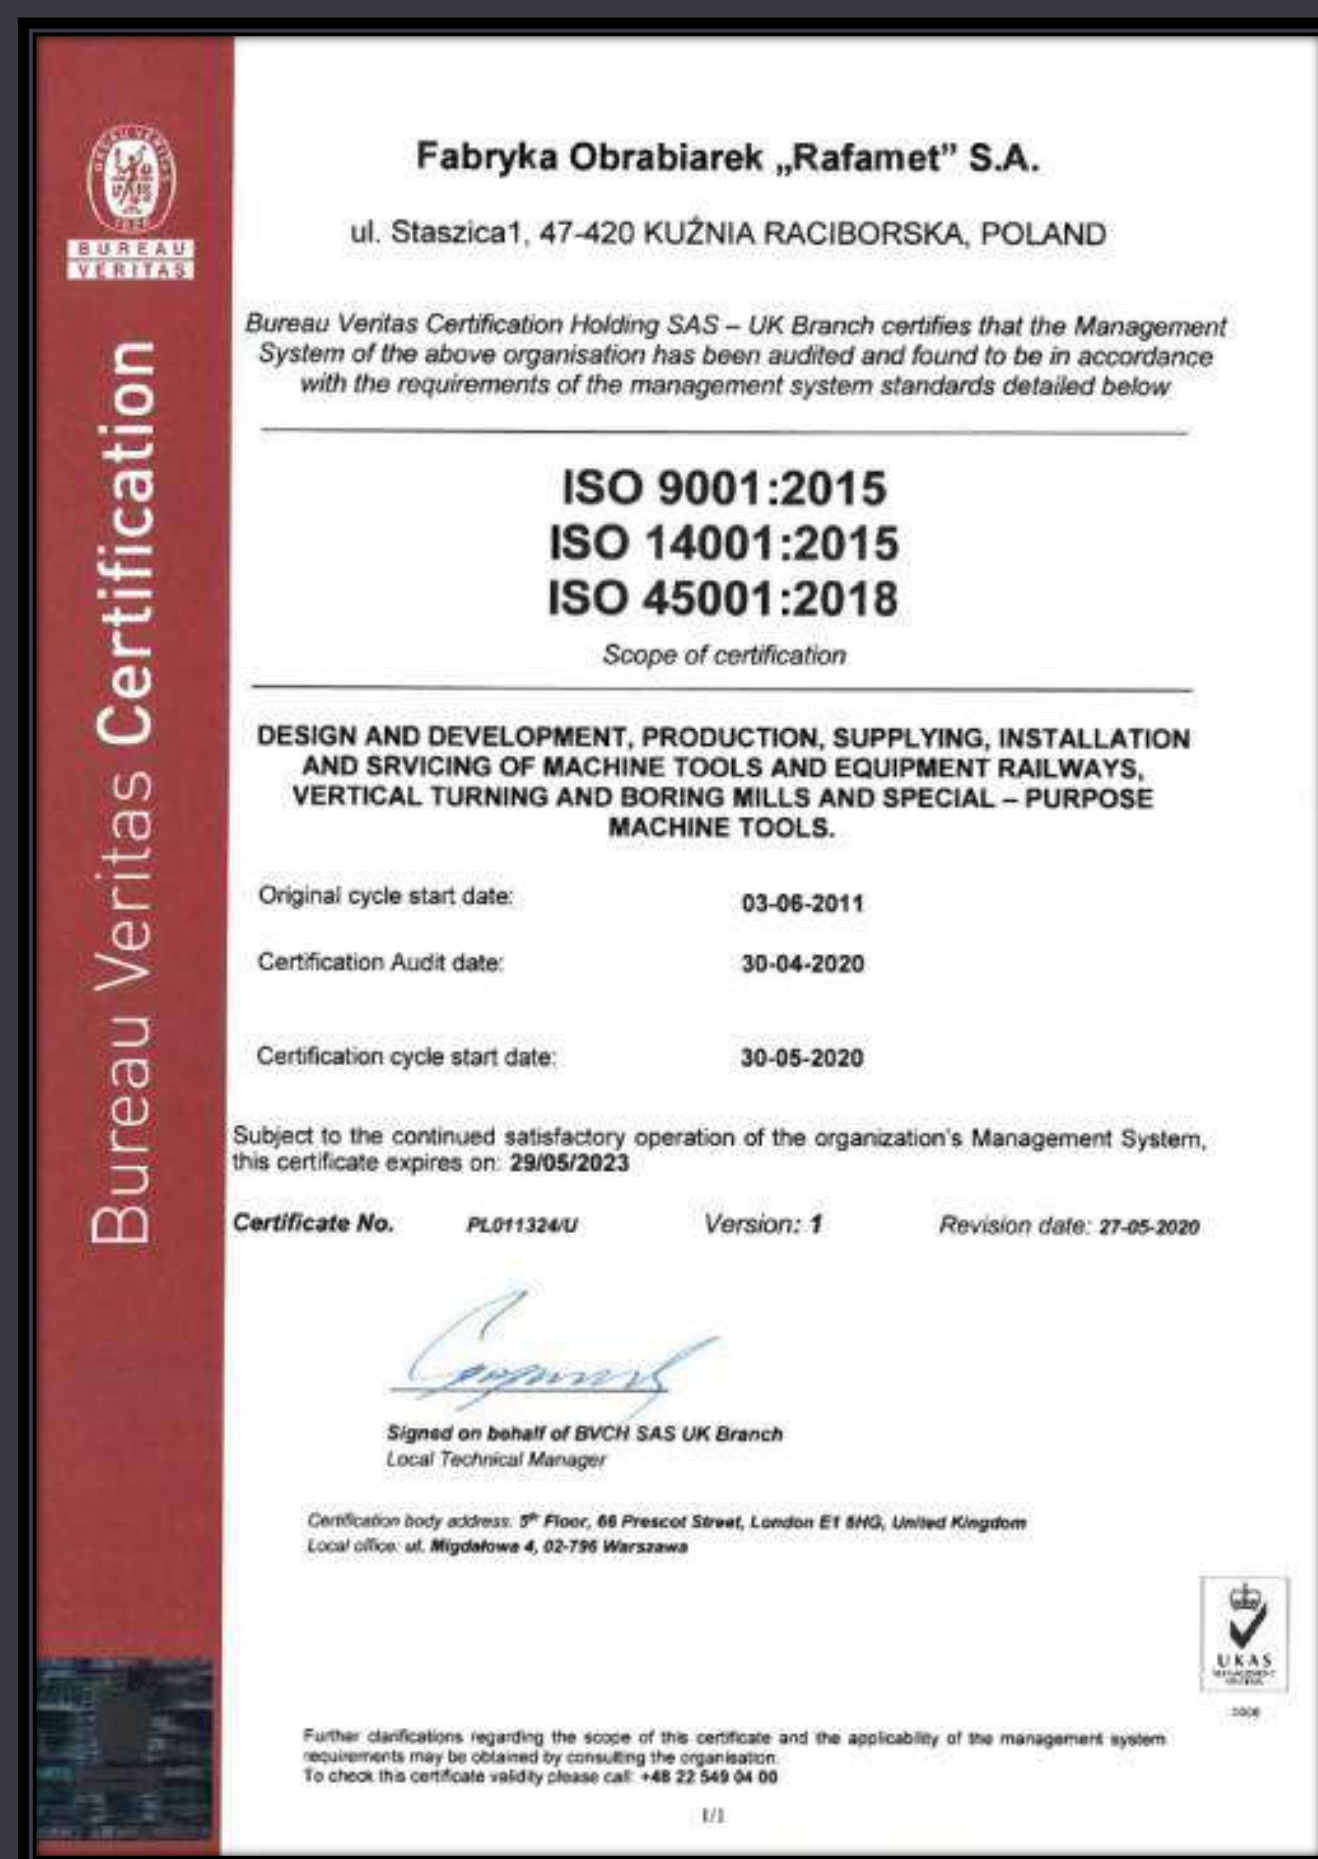 BUREAU VERITAS
1828
BUREAU
VERITAS
Bureau Veritas Certification
Fabryka Obrabiarek „Rafamet” S.A.
ul. Staszica1, 47-420 KUŹNIA RACIBORSKA, POLAND
Bureau Veritas Certification Holding SAS – UK Branch certifies that the Management
System of the above organisation has been audited and found to be in accordance
with the requirements of the management system standards detailed below
ISO 9001:2015
ISO 14001:2015
ISO 45001:2018
Scope of certification
DESIGN AND DEVELOPMENT, PRODUCTION, SUPPLYING, INSTALLATION
AND SRVICING OF MACHINE TOOLS AND EQUIPMENT RAILWAYS,
VERTICAL TURNING AND BORING MILLS AND SPECIAL – PURPOSE
MACHINE TOOLS.
Original cycle start date: 03-06-2011
Certification Audit date: 30-04-2020
Certification cycle start date: 30-05-2020
Subject to the continued satisfactory operation of the organization's Management System,
this certificate expires on: 29/05/2023
Certificate No. PL011324/U Version: 1 Revision date: 27-05-2020
Signed on behalf of BVCH SAS UK Branch
Local Technical Manager
Certification body address: 5th Floor, 66 Prescot Street, London E1 8HG, United Kingdom
Local office: ul. Migdałowa 4, 02-796 Warszawa
UKAS
MANAGEMENT
SYSTEMS
0008
Further clarifications regarding the scope of this certificate and the applicability of the management system
requirements may be obtained by consulting the organisation.
To check this certificate validity please call: +48 22 549 04 00
1/1